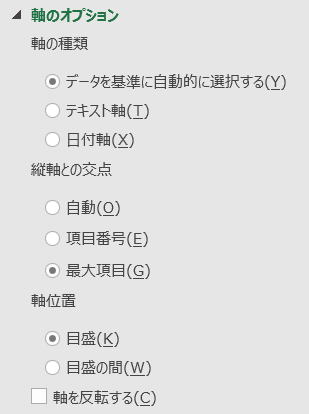 軸のオプション
軸の種類
データを基準に自動的に選択する(Y)
テキスト軸(T)
日付軸(X)
縦軸との交点
自動(O)
項目番号(E)
最大項目(G)
軸位置
目盛(K)
目盛の間(W)
軸を反転する(C)